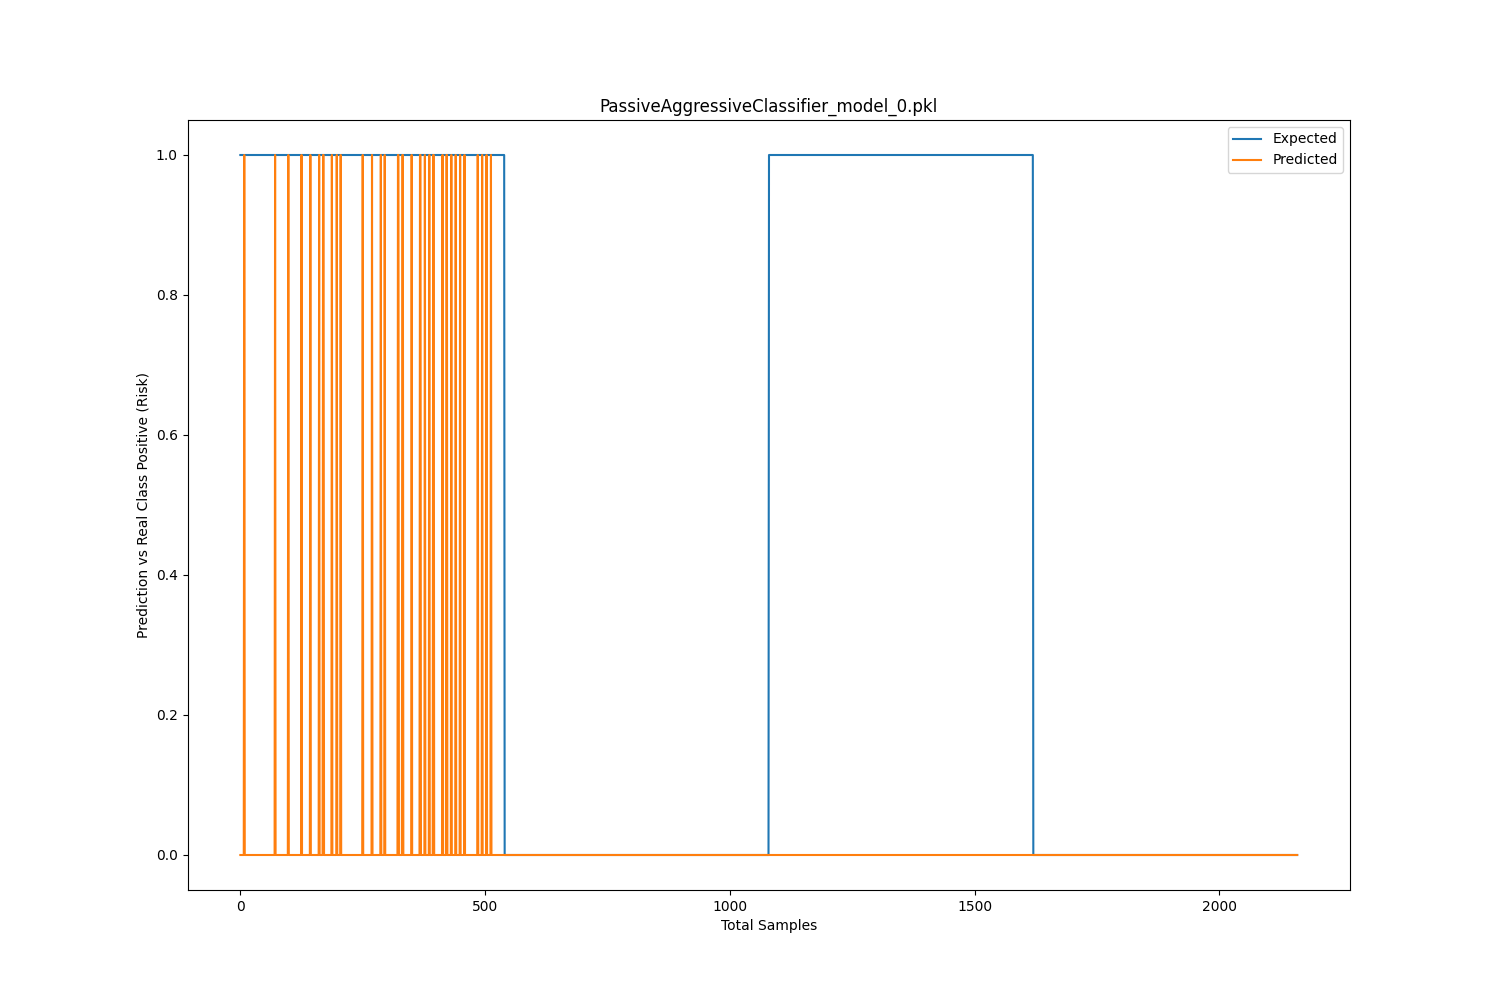 PassiveAggressiveClassifier_model_0.pkl
Expected
Predicted
1.0
0.8
0.6
0.4
0.2
0.0
Prediction vs Real Class Positive (Risk)
0 500 1000 1500 2000
Total Samples